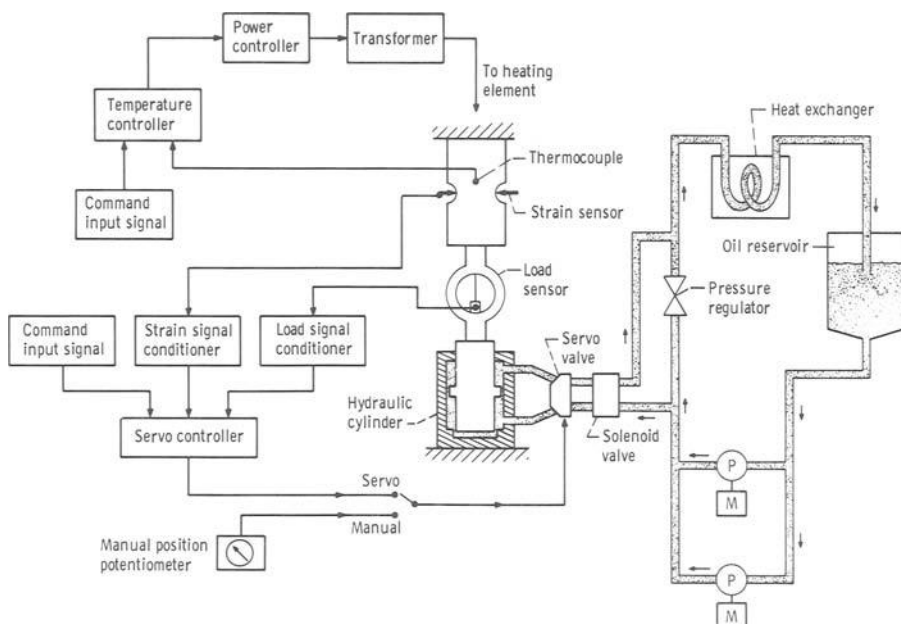 Power
controller
Transformer
To heating
element
Temperature
controller
Heat exchanger
Thermocouple
Command
input signal
Strain sensor
Oil reservoir
Load
sensor
Pressure
regulator
Command
input signal
Strain signal
conditioner
Load signal
conditioner
Servo
valve
Hydraulic
cylinder
Servo controller
Solenoid
valve
Servo
P
M
Manual
Manual position
potentiometer
P
M